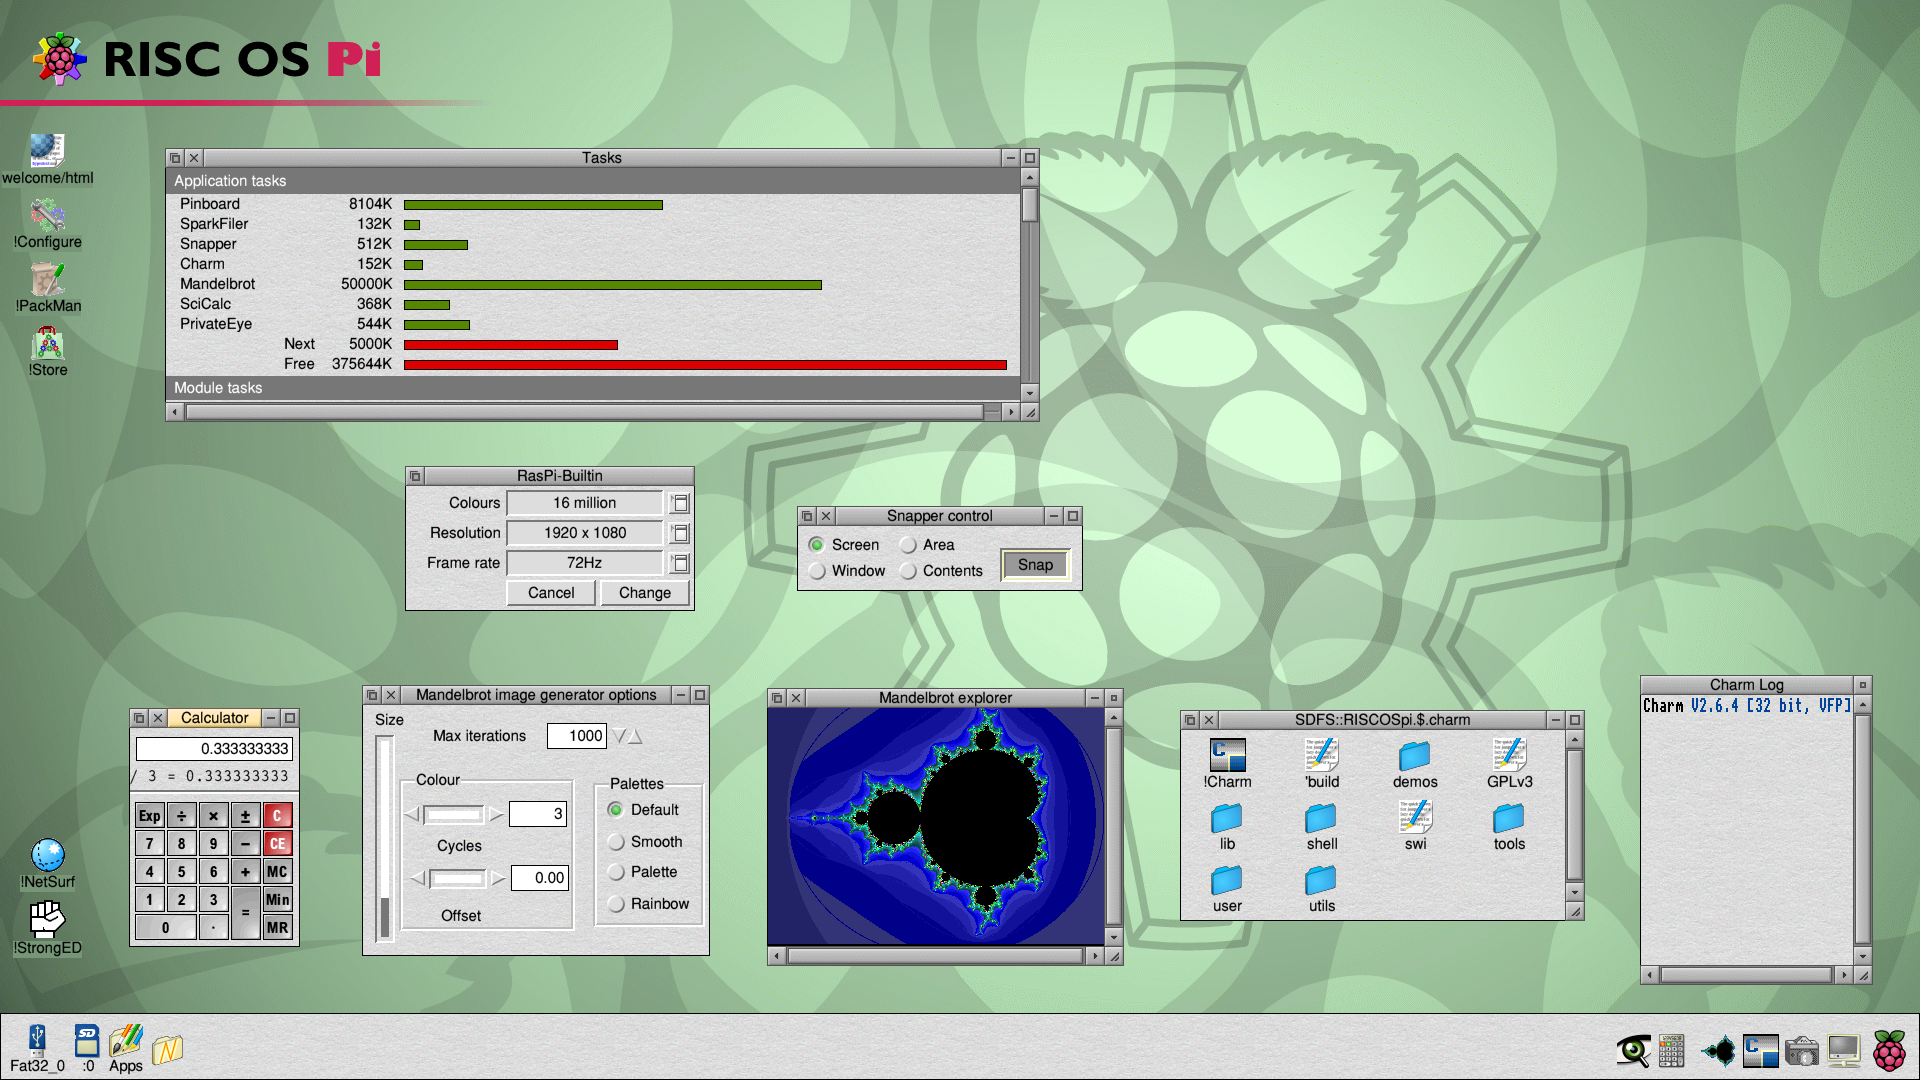 RISC OS Pi
welcome/html
!Configure
!PackMan
!Store
Tasks
Application tasks
Pinboard 8104K
SparkFiler 132K
Snapper 512K
Charm 152K
Mandelbrot 50000K
SciCalc 368K
PrivateEye 544K
Next 5000K
Free 375644K
Module tasks
RasPi-Builtin
Colours 16 million
Resolution 1920 x 1080
Frame rate 72Hz
Cancel Change
Snapper control
Screen Area
Window Contents
Snap
Calculator
0.333333333
/ 3 = 0.333333333
Exp ÷ × ± C
7 8 9 − CE
4 5 6 + MC
1 2 3 = Min
0 · MR
Mandelbrot image generator options
Size
Max iterations 1000
Colour
3
Cycles
0.00
Offset
Palettes
Default
Smooth
Palette
Rainbow
Mandelbrot explorer
SDFS::RISCOSpi.$.charm
!Charm 'build demos GPLv3
lib shell swi tools
user utils
Charm Log
Charm V2.6.4 [32 bit, VFP]
!NetSurf
!StrongED
Fat32_0 :0 Apps
SD
N
C